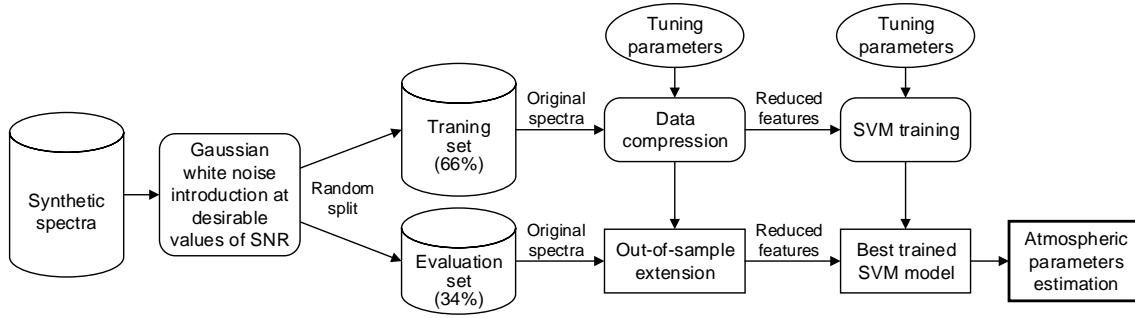 Synthetic
spectra
Gaussian
white noise
introduction at
desirable
values of SNR
Random
split
Traning
set
(66%)
Evaluation
set
(34%)
Original
spectra
Original
spectra
Tuning
parameters
Data
compression
Out-of-sample
extension
Reduced
features
Reduced
features
Tuning
parameters
SVM training
Best trained
SVM model
Atmospheric
parameters
estimation